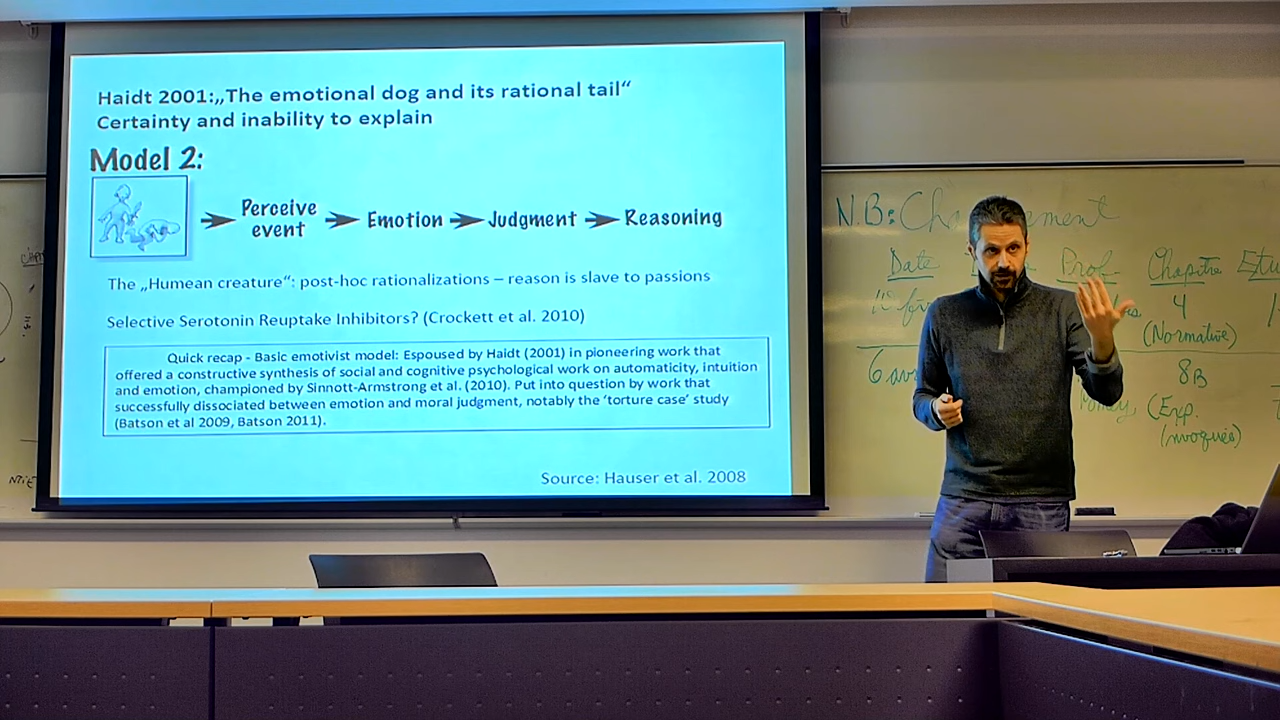 Haidt 2001:„The emotional dog and its rational tail“
Certainty and inability to explain
Model 2:
Perceive event
Emotion
Judgment
Reasoning
The „Humean creature“: post-hoc rationalizations – reason is slave to passions
Selective Serotonin Reuptake Inhibitors? (Crockett et al. 2010)
Quick recap - Basic emotivist model: Espoused by Haidt (2001) in pioneering work that
offered a constructive synthesis of social and cognitive psychological work on automaticity, intuition
and emotion, championed by Sinnott-Armstrong et al. (2010). Put into question by work that
successfully dissociated between emotion and moral judgment, notably the ‘torture case’ study
(Batson et al 2009, Batson 2011).
Source: Hauser et al. 2008
N.B: Ch
ement
Date
Prof
Chapitre
4
(Normative)
6
8B
(Exp.